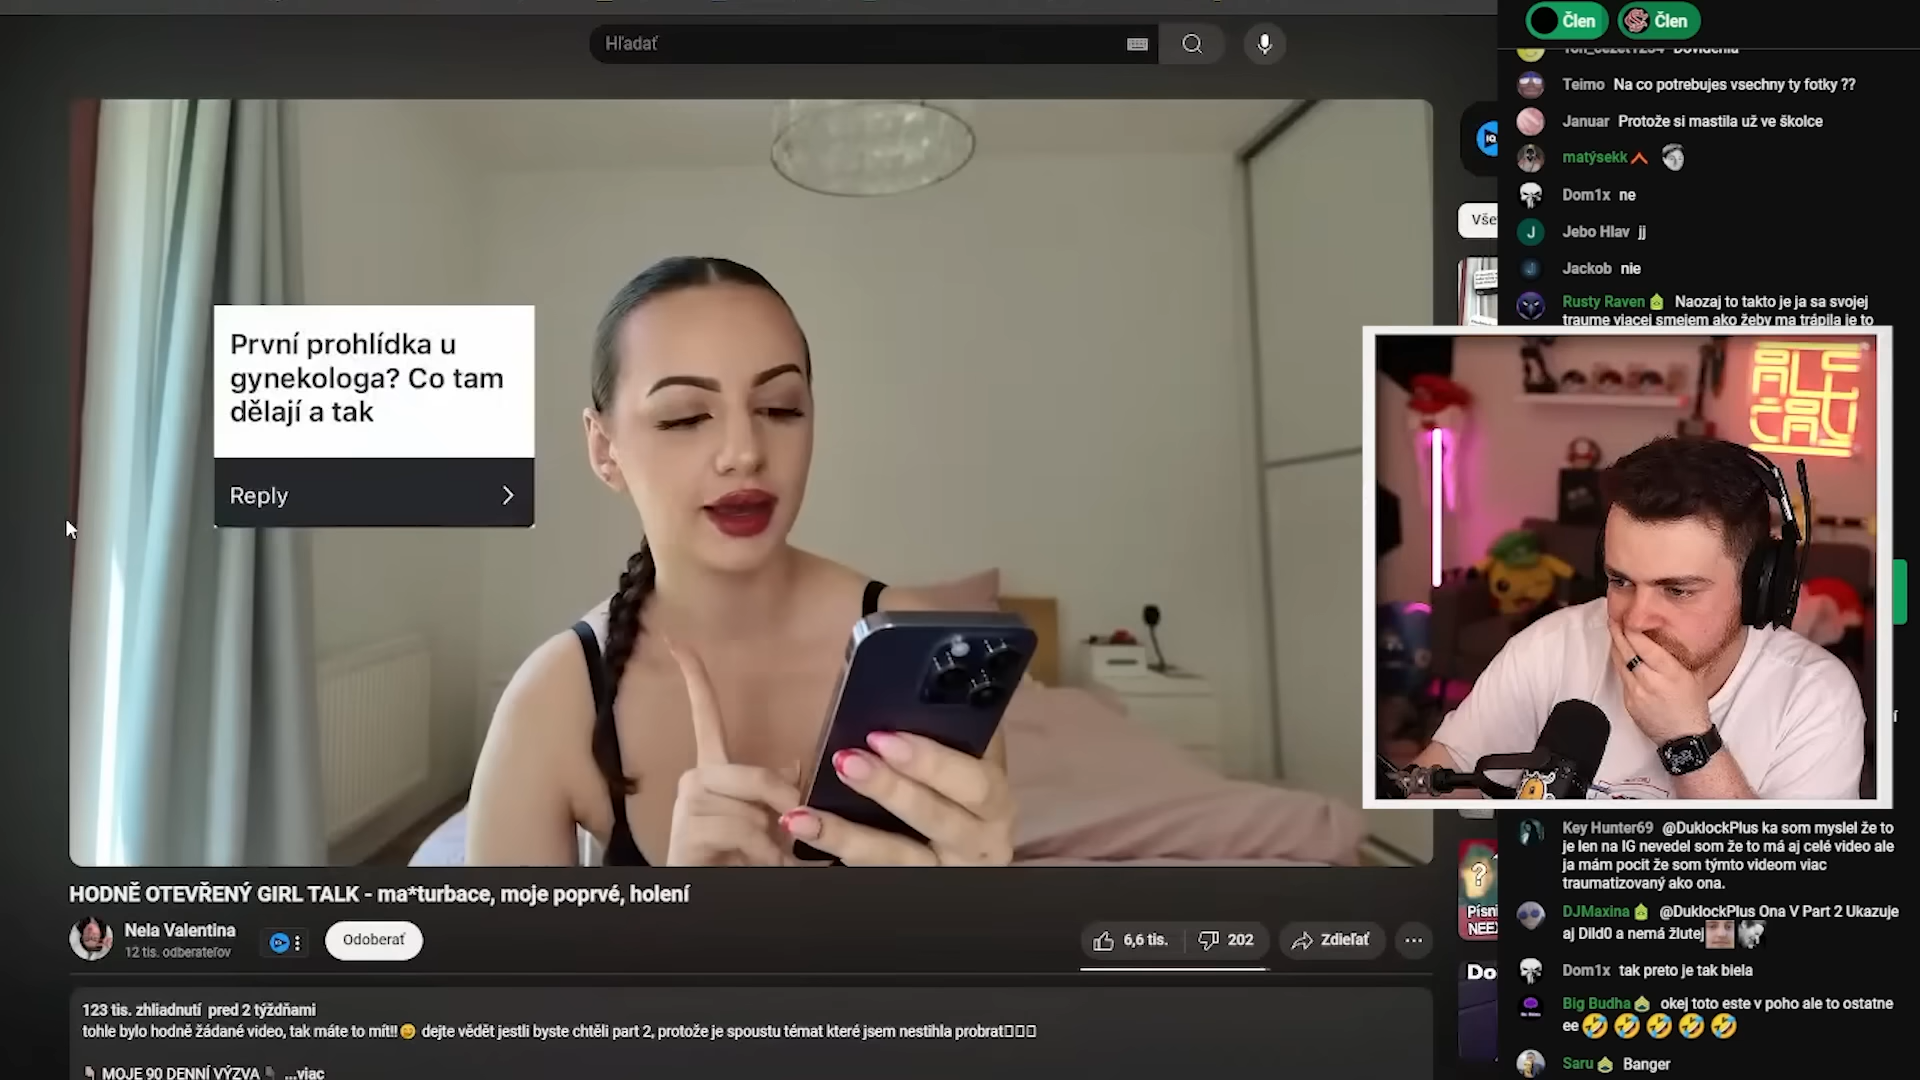 Hľadať
První prohlídka u
gynekologa? Co tam
dělají a tak
Reply
HODNĚ OTEVŘENÝ GIRL TALK - ma*turbace, moje poprvé, holení
Nela Valentina
12 tis. odberateľov
Odoberať
6,6 tis.
202
Zdieľať
123 tis. zhliadnutí pred 2 týždňami
tohle bylo hodně žádané video, tak máte to mít!! dejte vědět jestli byste chtěli part 2, protože je spoustu témat které jsem nestihla probrat
MOJE 90 DENNÍ VÝZVA ...viac
Vše
Písni
NEE
Do
Člen
Člen
Dovidenia
Teimo Na co potrebujes vsechny ty fotky ??
Januar Protože si mastila už ve školce
matýsekk
Dom1x ne
Jebo Hlav jj
Jackob nie
Rusty Raven Naozaj to takto je ja sa svojej
traume viacej smejem ako žeby ma trápila je to
ALE
ČAU
Key Hunter69 @DuklockPlus ka som myslel že to
je len na IG nevedel som že to má aj celé video ale
ja mám pocit že som týmto videom viac
traumatizovaný ako ona.
DJMaxina @DuklockPlus Ona V Part 2 Ukazuje
aj Dild0 a nemá žlutej
Dom1x tak preto je tak biela
Big Budha okej toto este v poho ale to ostatne
ee
Saru Banger